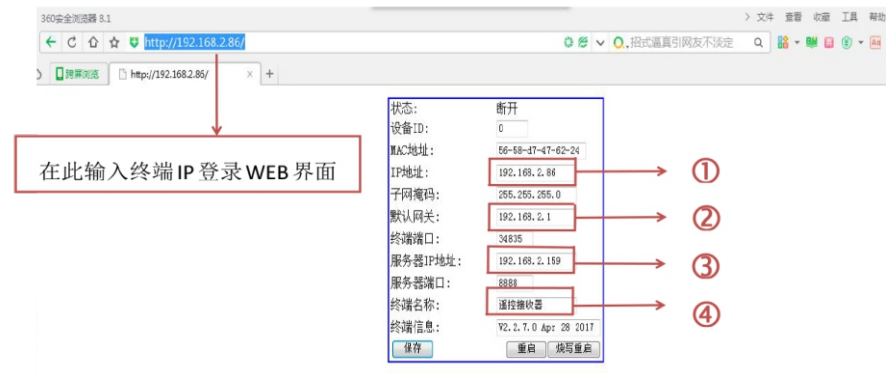 360安全浏览器 8.1
文件 查看 收藏 工具 帮助
http://192.168.2.86/
招式逼真引网友不淡定
跨屏浏览 http://192.168.2.86/ × +
在此输入终端IP登录WEB界面
状态: 断开
设备ID: 0
MAC地址: 56-58-d7-47-62-24
IP地址: 192.168.2.86 ①
子网掩码: 255.255.255.0
默认网关: 192.168.2.1 ②
终端端口: 34835
服务器IP地址: 192.168.2.159 ③
服务器端口: 8888
终端名称: 遥控接收器 ④
终端信息: V2.2.7.0 Apr 28 2017
保存 重启 烧写重启